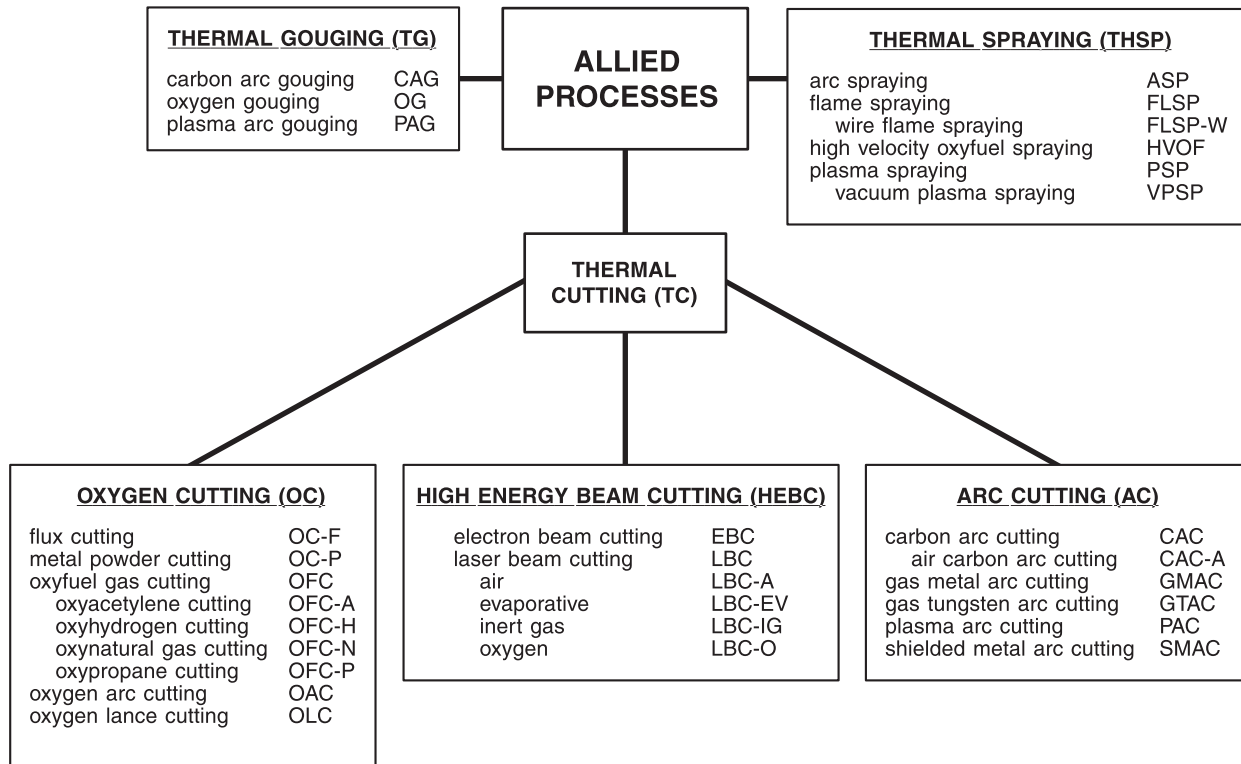 THERMAL GOUGING (TG)
carbon arc gouging CAG
oxygen gouging OG
plasma arc gouging PAG
ALLIED
PROCESSES
THERMAL SPRAYING (THSP)
arc spraying ASP
flame spraying FLSP
wire flame spraying FLSP-W
high velocity oxyfuel spraying HVOF
plasma spraying PSP
vacuum plasma spraying VPSP
THERMAL
CUTTING (TC)
OXYGEN CUTTING (OC)
flux cutting OC-F
metal powder cutting OC-P
oxyfuel gas cutting OFC
oxyacetylene cutting OFC-A
oxyhydrogen cutting OFC-H
oxynatural gas cutting OFC-N
oxypropane cutting OFC-P
oxygen arc cutting OAC
oxygen lance cutting OLC
HIGH ENERGY BEAM CUTTING (HEBC)
electron beam cutting EBC
laser beam cutting LBC
air LBC-A
evaporative LBC-EV
inert gas LBC-IG
oxygen LBC-O
ARC CUTTING (AC)
carbon arc cutting CAC
air carbon arc cutting CAC-A
gas metal arc cutting GMAC
gas tungsten arc cutting GTAC
plasma arc cutting PAC
shielded metal arc cutting SMAC